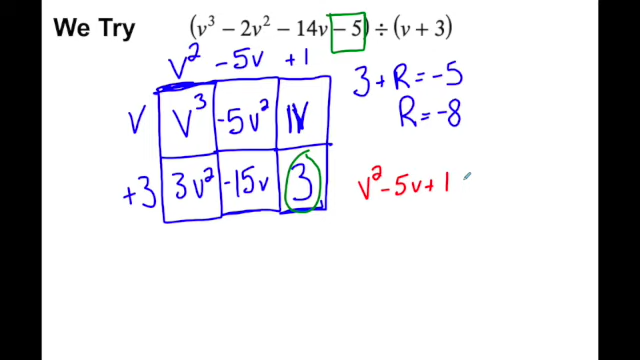 We Try (v³ − 2v² − 14v − 5) ÷ (v + 3)
v² -5v +1
v v³ -5v² 1v
+3 3v² -15v 3
3 + R = -5
R = -8
v² - 5v + 1